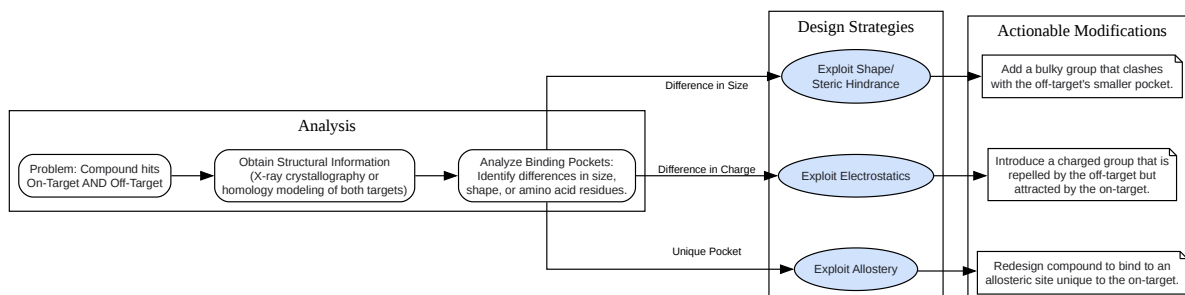 Analysis
Problem: Compound hits
On-Target AND Off-Target
Obtain Structural Information
(X-ray crystallography or
homology modeling of both targets)
Analyze Binding Pockets:
Identify differences in size,
shape, or amino acid residues.
Difference in Size
Difference in Charge
Unique Pocket
Design Strategies
Exploit Shape/
Steric Hindrance
Exploit Electrostatics
Exploit Allostery
Actionable Modifications
Add a bulky group that clashes
with the off-target's smaller pocket.
Introduce a charged group that is
repelled by the off-target but
attracted by the on-target.
Redesign compound to bind to an
allosteric site unique to the on-target.